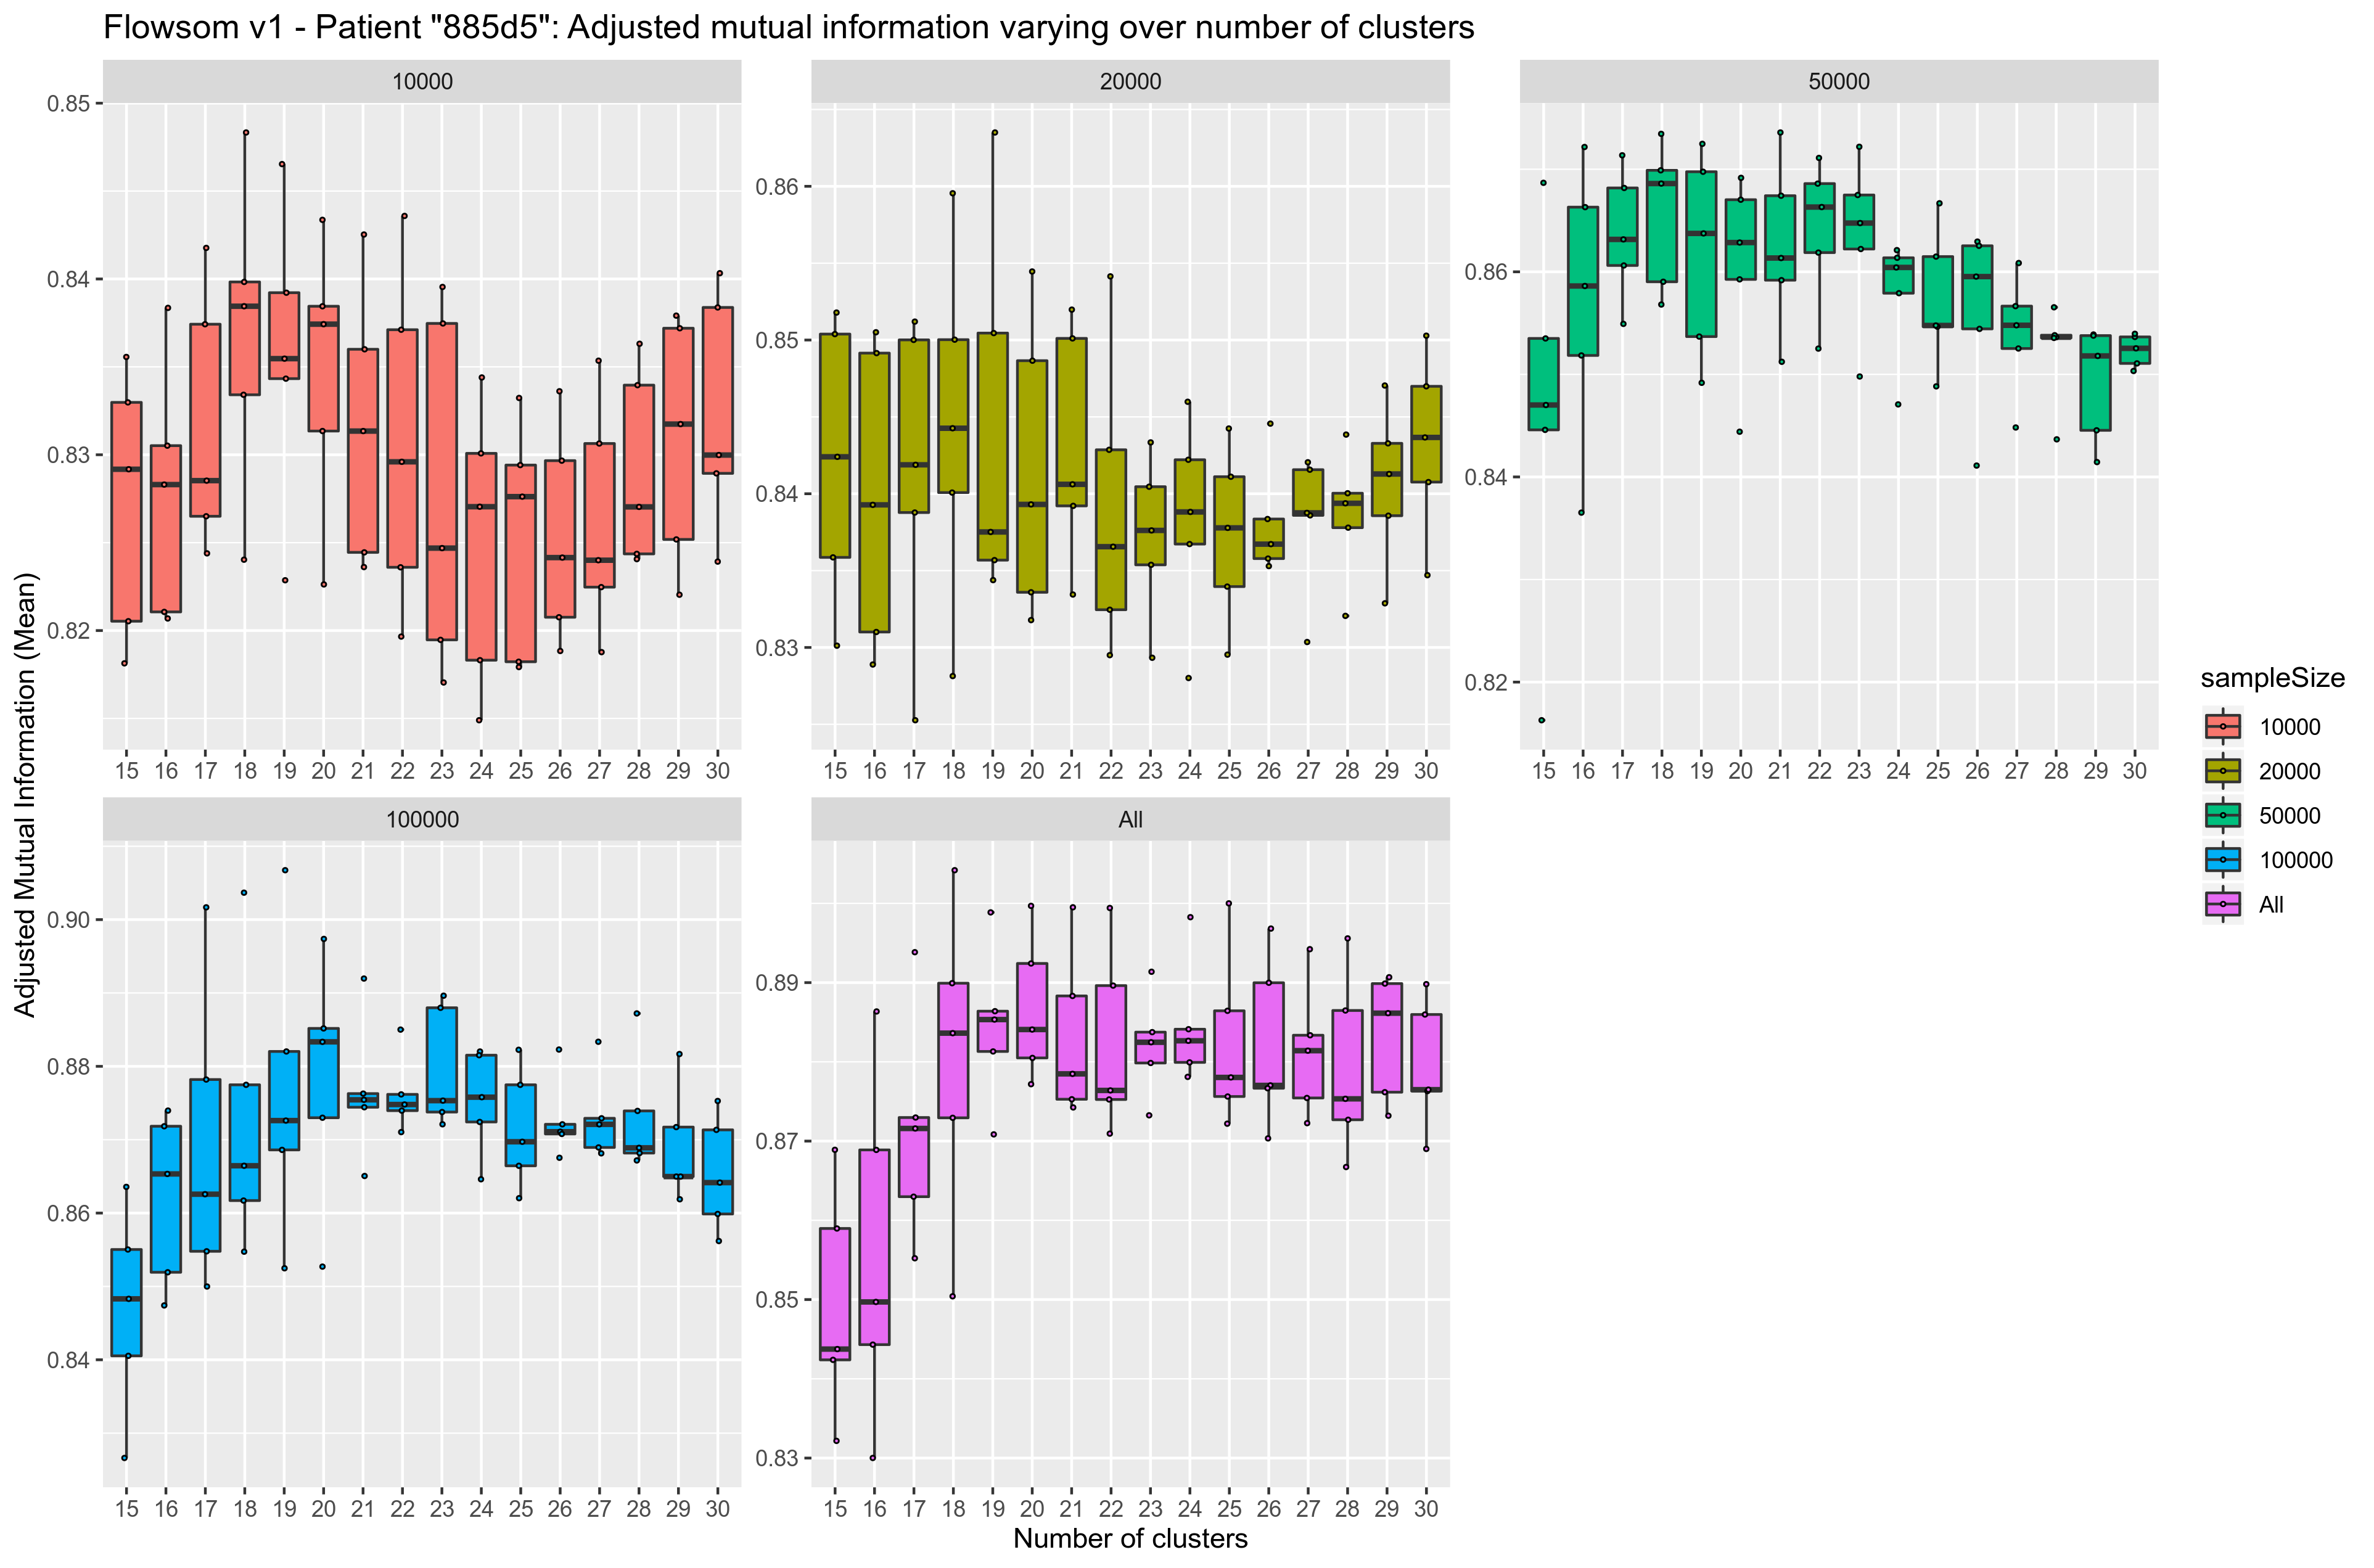 Flowsom v1 - Patient "885d5": Adjusted mutual information varying over number of clusters
10000
20000
50000
0.85
0.84
0.83
0.82
0.86
0.85
0.84
0.83
0.86
0.84
0.82
15 16 17 18 19 20 21 22 23 24 25 26 27 28 29 30
15 16 17 18 19 20 21 22 23 24 25 26 27 28 29 30
15 16 17 18 19 20 21 22 23 24 25 26 27 28 29 30
Adjusted Mutual Information (Mean)
100000
All
0.90
0.88
0.86
0.84
0.89
0.87
0.85
0.83
15 16 17 18 19 20 21 22 23 24 25 26 27 28 29 30
15 16 17 18 19 20 21 22 23 24 25 26 27 28 29 30
Number of clusters
sampleSize
10000
20000
50000
100000
All